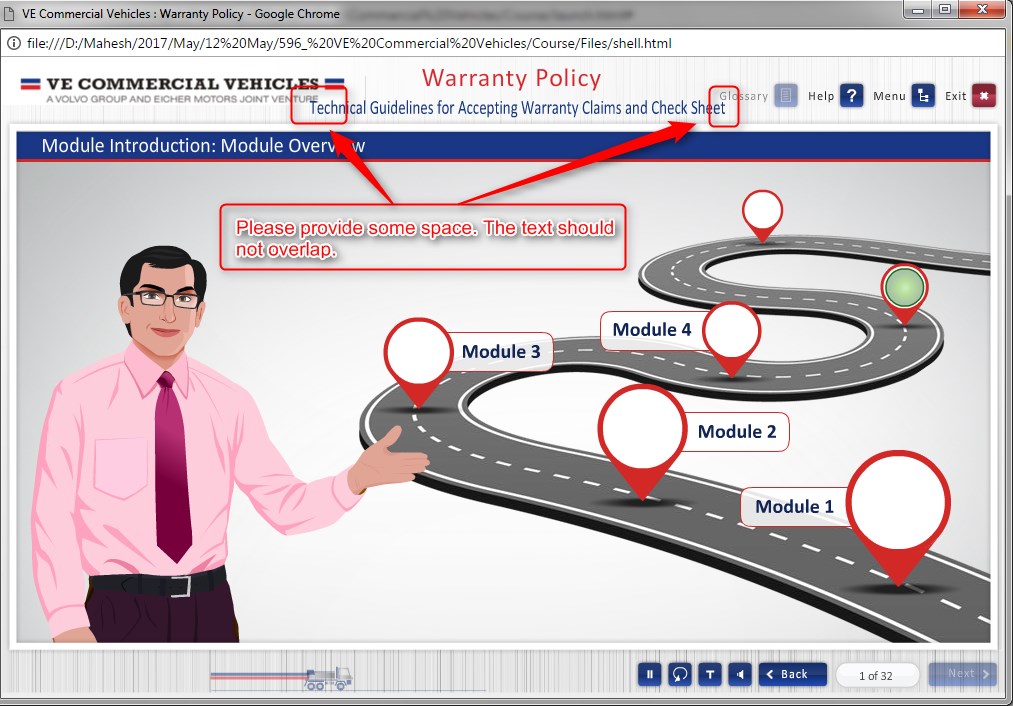 VE Commercial Vehicles : Warranty Policy - Google Chrome
file:///D:/Mahesh/2017/May/12%20May/596_%20VE%20Commercial%20Vehicles/Course/Files/shell.html
VE COMMERCIAL VEHICLES
A VOLVO GROUP AND EICHER MOTORS JOINT VENTURE
Warranty Policy
Technical Guidelines for Accepting Warranty Claims and Check Sheet
Glossary Help ? Menu Exit
Module Introduction: Module Overview
Please provide some space. The text should
not overlap.
Module 4
Module 3
Module 2
Module 1
T Back 1 of 32 Next